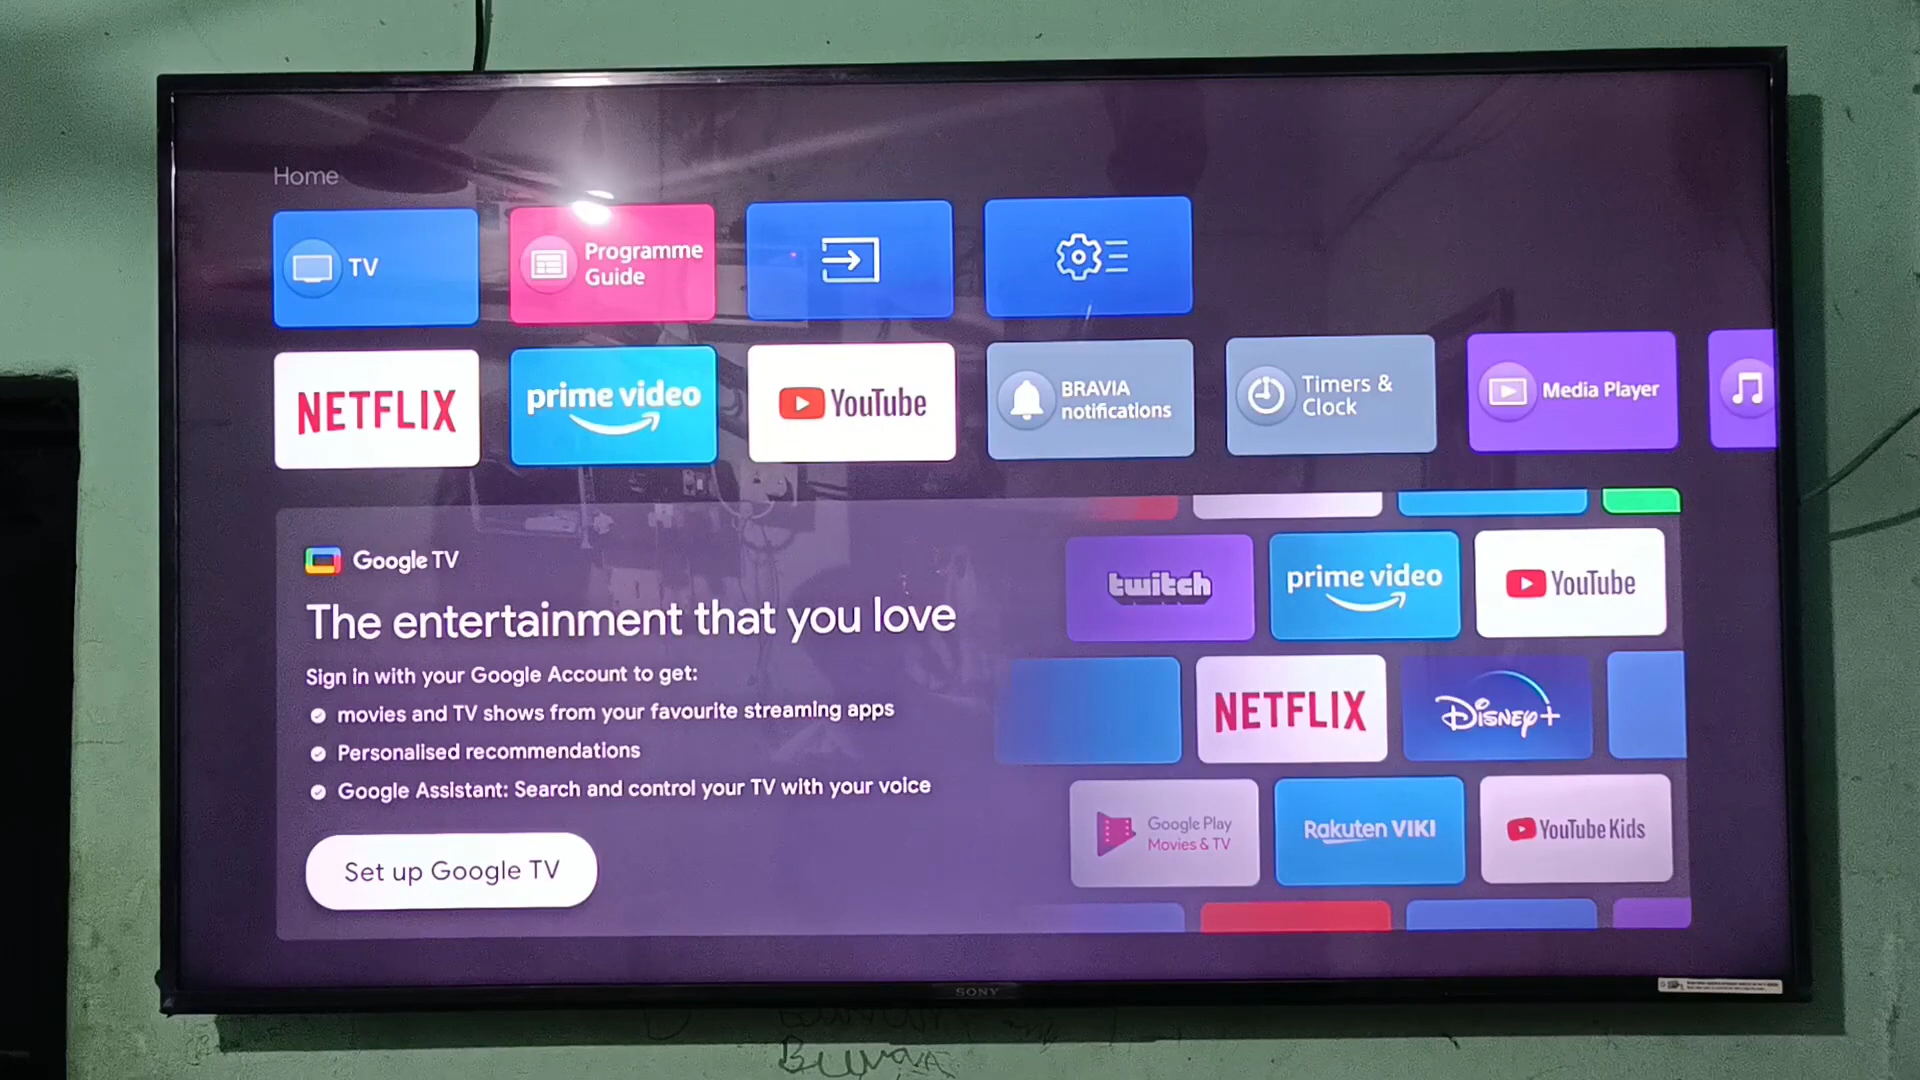 Home
TV
Programme
Guide
NETFLIX
prime video
YouTube
BRAVIA
notifications
Timers &
Clock
Media Player
Google TV
The entertainment that you love
Sign in with your Google Account to get:
movies and TV shows from your favourite streaming apps
Personalised recommendations
Google Assistant: Search and control your TV with your voice
Set up Google TV
twitch
prime video
YouTube
NETFLIX
Disney+
Google Play
Movies & TV
Rakuten VIKI
YouTube Kids
SONY